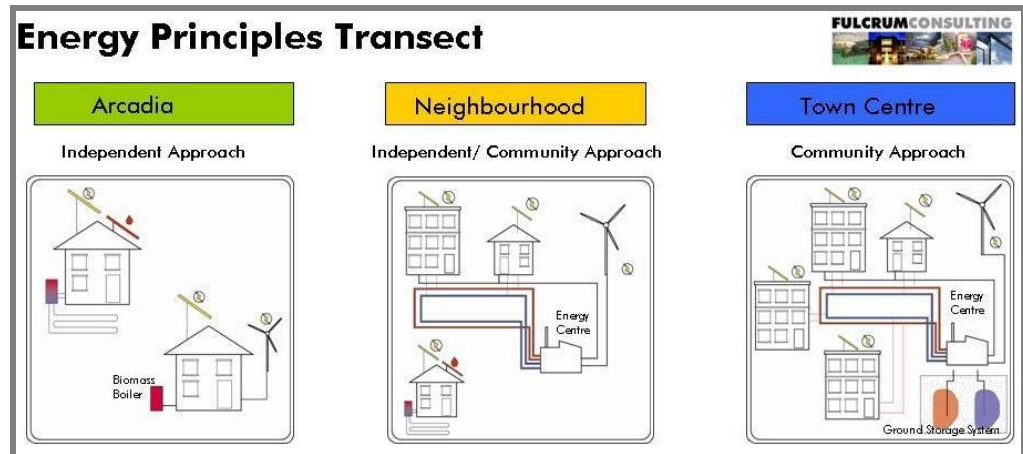 Energy Principles Transect
FULCRUMCONSULTING
Arcadia
Neighbourhood
Town Centre
Independent Approach
Independent/ Community Approach
Community Approach
Biomass
Boiler
Energy
Centre
Energy
Centre
Ground Storage System